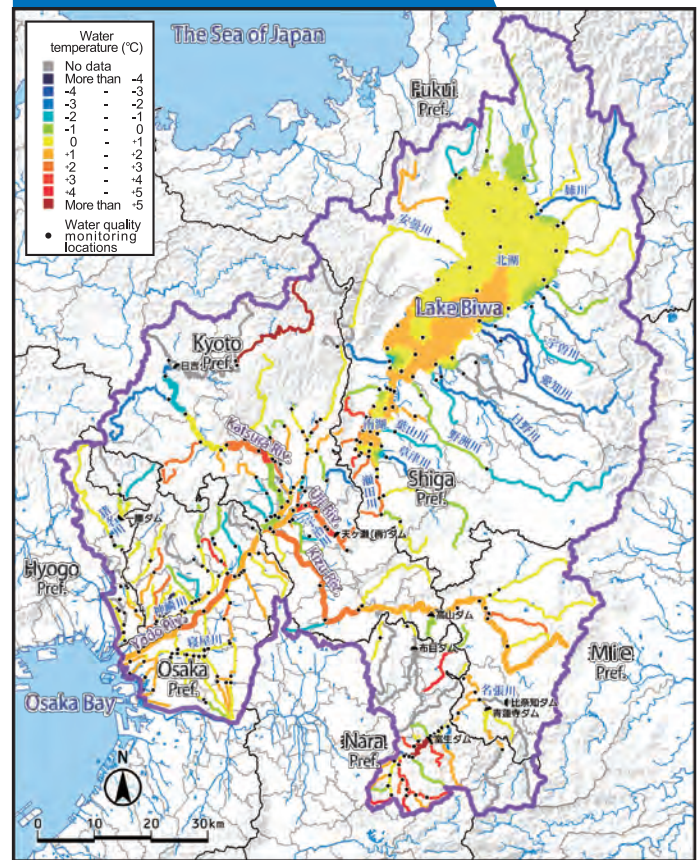 The Sea of Japan
Water
temperature (℃)
No data
More than -4
-4 - -3
-3 - -2
-2 - -1
-1 - 0
0 - +1
+1 - +2
+2 - +3
+3 - +4
+4 - +5
More than +5
Water quality
monitoring
locations
Fukui
Pref.
姉川
安曇川
北湖
Lake Biwa
Kyoto
Pref.
日吉
宇曽川
愛知川
日野川
Katsura Riv.
南湖
葉山川
野洲川
草津川
Shiga
Pref.
瀬田川
Uji Riv.
天ケ瀬(再)ダム
Hyogo
Pref.
Kizu Riv.
神崎川
高山ダム
Yodo Riv.
寝屋川
布目ダム
Mie
Pref.
Osaka
Pref.
名張川
比奈知ダム
青蓮寺ダム
Osaka Bay
Nara
Pref.
室生ダム
N
0 10 20 30km